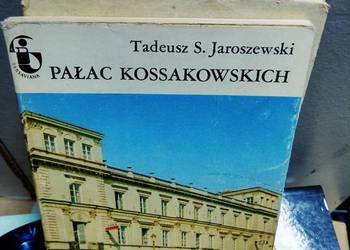 Tadeusz S. Jaroszewski
PAŁAC KOSSAKOWSKICH